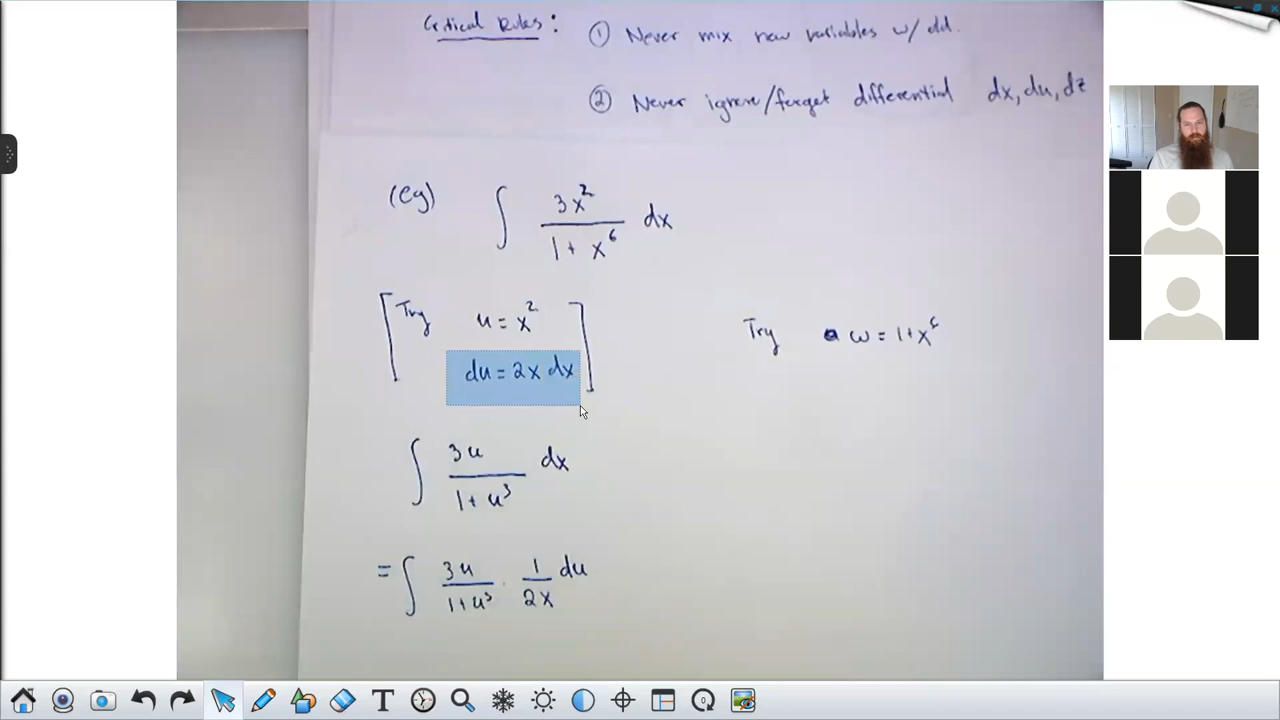 Critical Rules: ① Never mix new variables w/ old.
② Never ignore/forget differential dx, du, dz
(eg) ∫ 3x² / (1 + x⁶) dx
[Try u = x²
du = 2x dx]
Try w = 1+x⁶
∫ 3u / (1 + u³) dx
= ∫ 3u / (1+u³) · 1 / 2x du
T